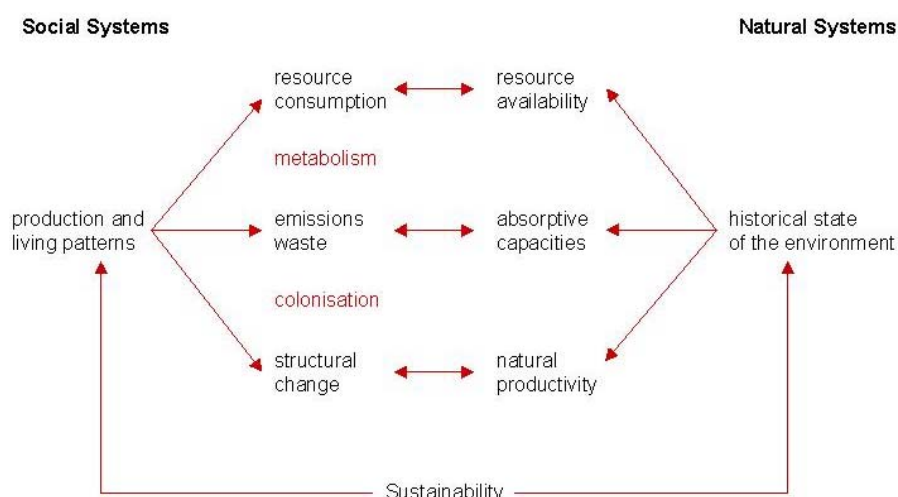 Social Systems
Natural Systems
resource
consumption
resource
availability
metabolism
production and
living patterns
emissions
waste
absorptive
capacities
historical state
of the environment
colonisation
structural
change
natural
productivity
Sustainability